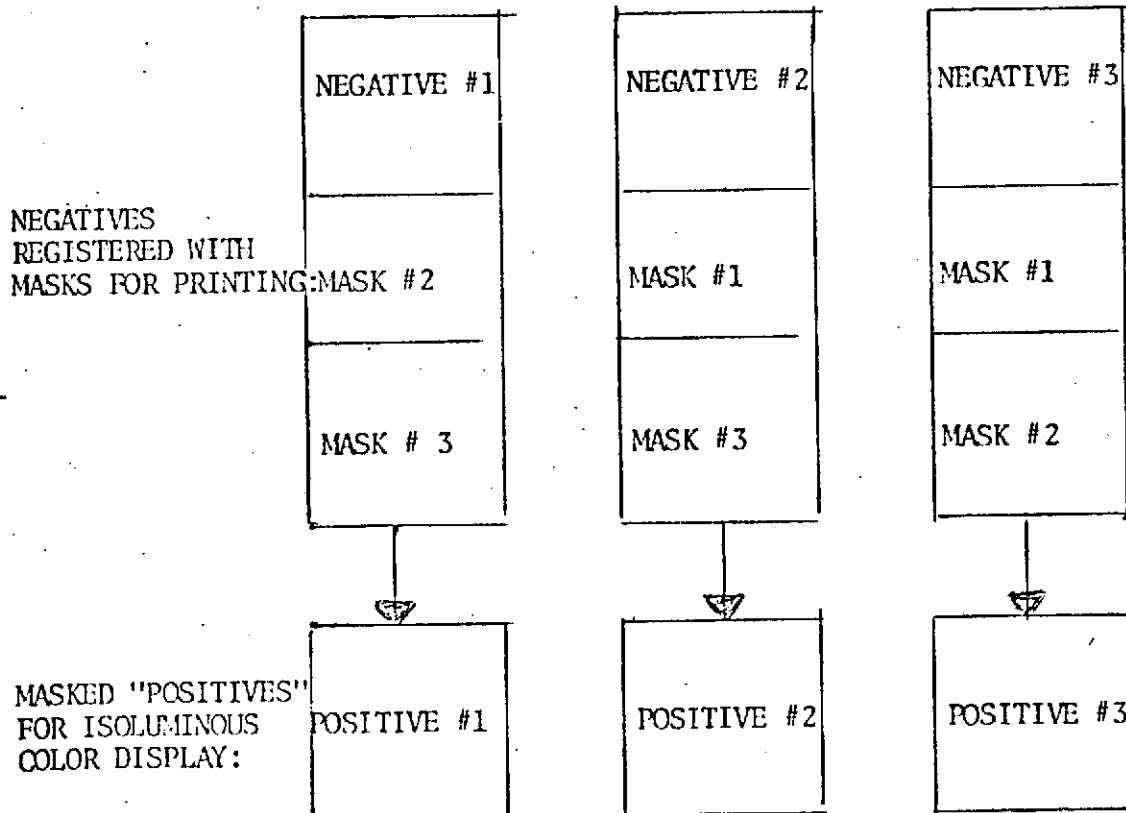 NEGATIVE #1
NEGATIVE #2
NEGATIVE #3
NEGATIVES
REGISTERED WITH
MASKS FOR PRINTING:
MASK #2
MASK #1
MASK #1
MASK # 3
MASK #3
MASK #2
MASKED "POSITIVES"
FOR ISOLUMINOUS
COLOR DISPLAY:
POSITIVE #1
POSITIVE #2
POSITIVE #3